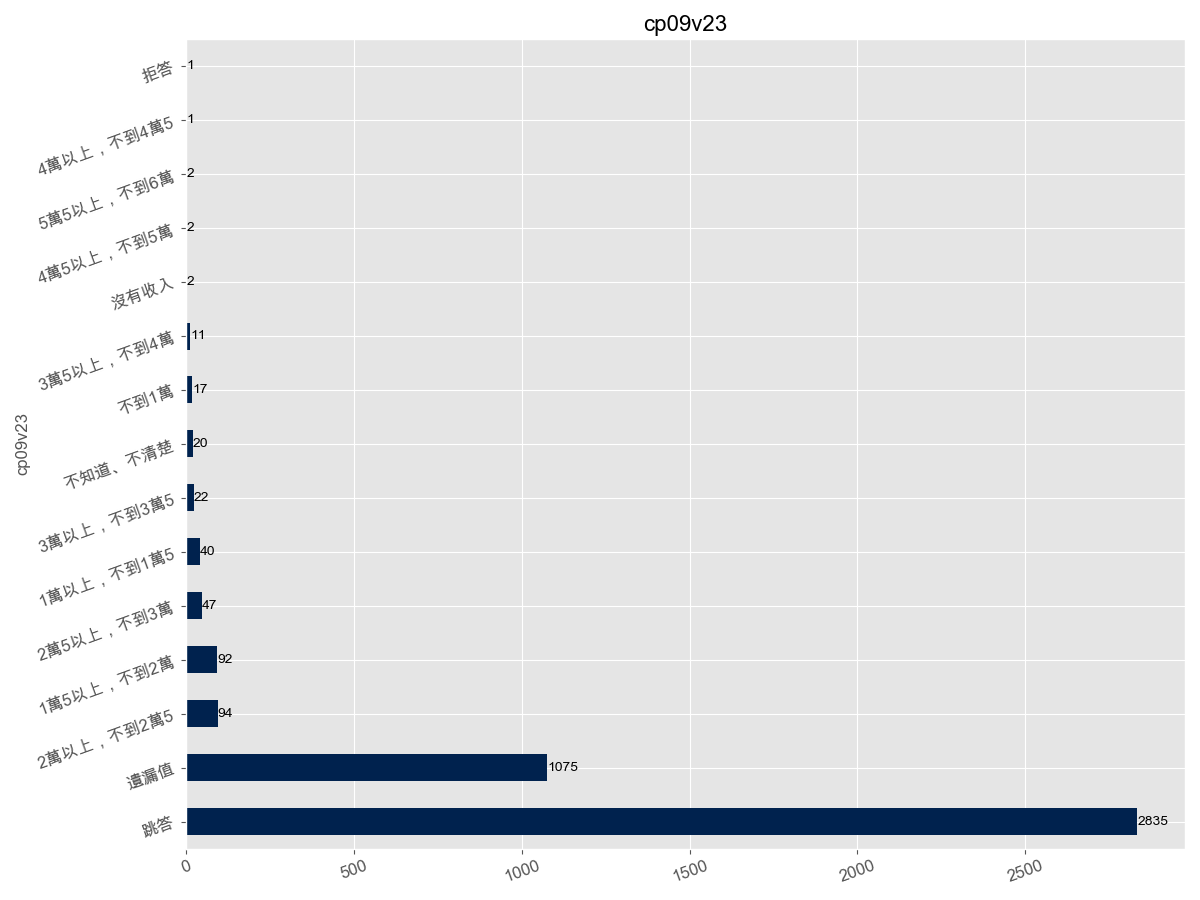 cp09v23
拒答 1
4萬以上，不到4萬5 1
5萬5以上，不到6萬 2
4萬5以上，不到5萬 2
沒有收入 2
3萬5以上，不到4萬 11
不到1萬 17
不知道、不清楚 20
3萬以上，不到3萬5 22
1萬以上，不到1萬5 40
2萬5以上，不到3萬 47
1萬5以上，不到2萬 92
2萬以上，不到2萬5 94
遺漏值 1075
跳答 2835
cp09v23
0 500 1000 1500 2000 2500